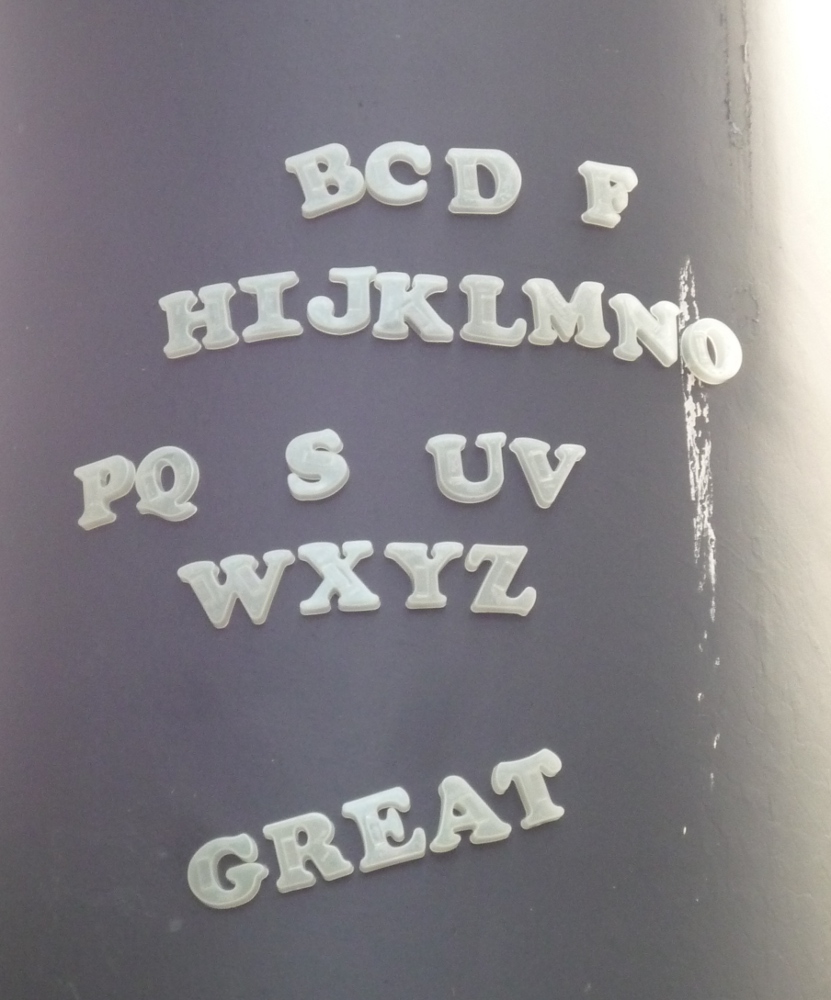 BCD F
HIJKLMNO
PQ S UV
WXYZ
GREAT